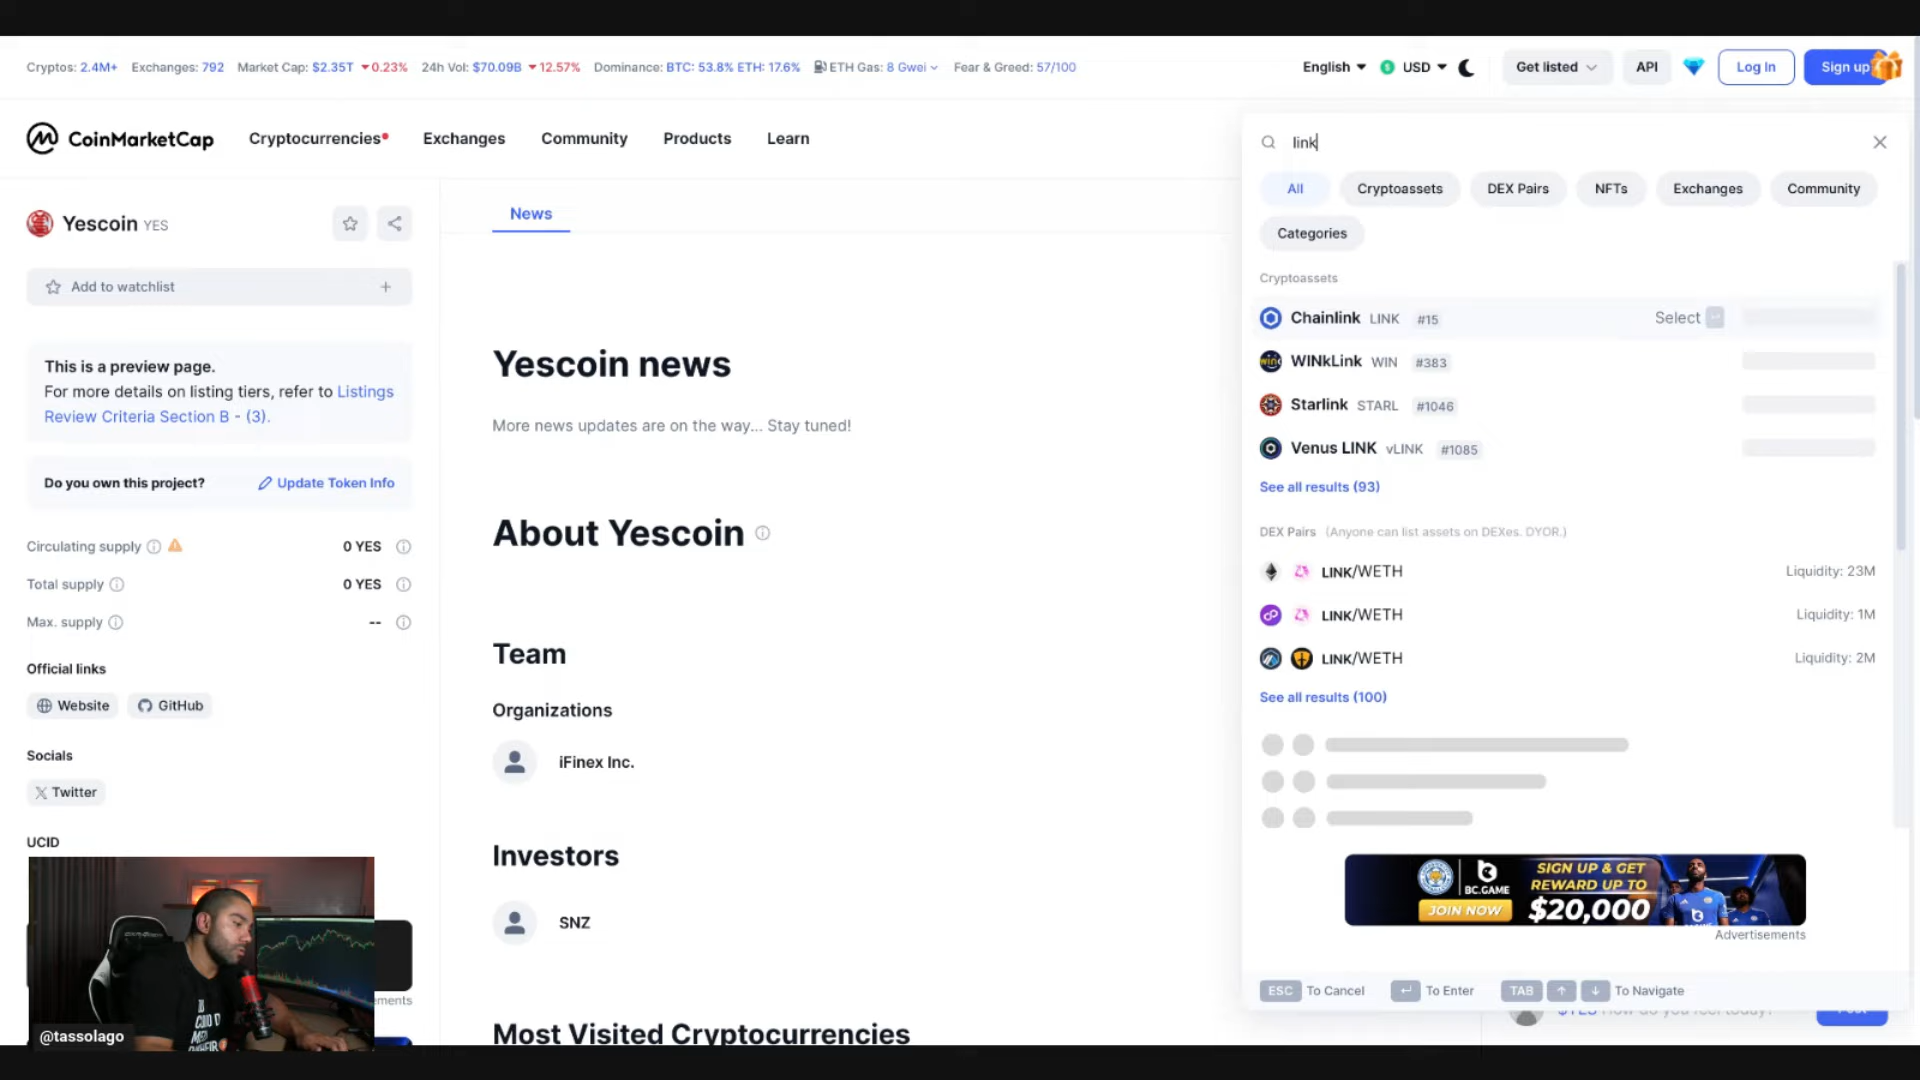 Cryptos: 2.4M+ Exchanges: 792 Market Cap: $2.35T 0.23% 24h Vol: $70.09B 12.57% Dominance: BTC: 53.8% ETH: 17.6% ETH Gas: 8 Gwei Fear & Greed: 57/100
English USD Get listed API Log In Sign up
CoinMarketCap Cryptocurrencies Exchanges Community Products Learn
link
All Cryptoassets DEX Pairs NFTs Exchanges Community
Categories
Cryptoassets
Chainlink LINK #15 Select
WINkLink WIN #383
Starlink STARL #1046
Venus LINK vLINK #1085
See all results (93)
DEX Pairs (Anyone can list assets on DEXes. DYOR.)
LINK/WETH Liquidity: 23M
LINK/WETH Liquidity: 1M
LINK/WETH Liquidity: 2M
See all results (100)
BC.GAME
SIGN UP & GET
REWARD UP TO
$20,000
JOIN NOW
Advertisements
ESC To Cancel To Enter TAB To Navigate
Yescoin YES
Add to watchlist
This is a preview page.
For more details on listing tiers, refer to Listings
Review Criteria Section B - (3).
Do you own this project? Update Token Info
Circulating supply 0 YES
Total supply 0 YES
Max. supply --
Official links
Website GitHub
Socials
Twitter
UCID
@tassolago
News
Yescoin news
More news updates are on the way... Stay tuned!
About Yescoin
Team
Organizations
iFinex Inc.
Investors
SNZ
Most Visited Cryptocurrencies